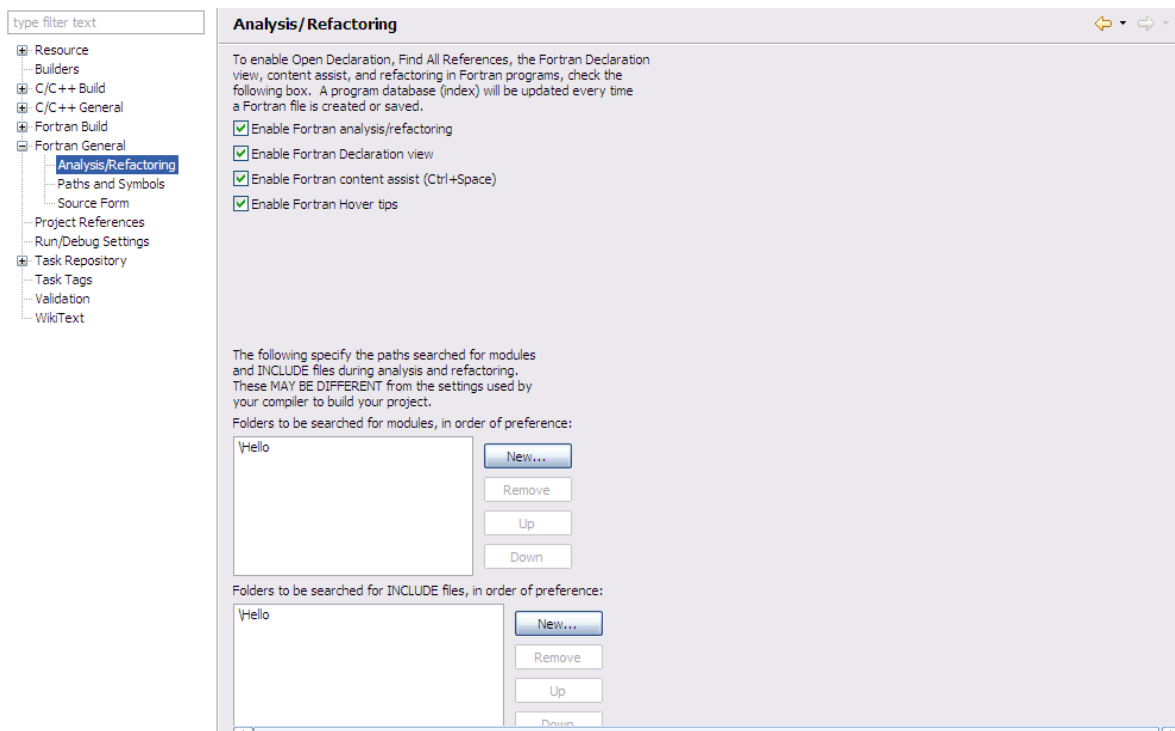 type filter text
Resource
Builders
C/C++ Build
C/C++ General
Fortran Build
Fortran General
Analysis/Refactoring
Paths and Symbols
Source Form
Project References
Run/Debug Settings
Task Repository
Task Tags
Validation
WikiText
Analysis/Refactoring
To enable Open Declaration, Find All References, the Fortran Declaration
view, content assist, and refactoring in Fortran programs, check the
following box.  A program database (index) will be updated every time
a Fortran file is created or saved.
Enable Fortran analysis/refactoring
Enable Fortran Declaration view
Enable Fortran content assist (Ctrl+Space)
Enable Fortran Hover tips
The following specify the paths searched for modules
and INCLUDE files during analysis and refactoring.
These MAY BE DIFFERENT from the settings used by
your compiler to build your project.
Folders to be searched for modules, in order of preference:
\Hello
New...
Remove
Up
Down
Folders to be searched for INCLUDE files, in order of preference:
\Hello
New...
Remove
Up
Down